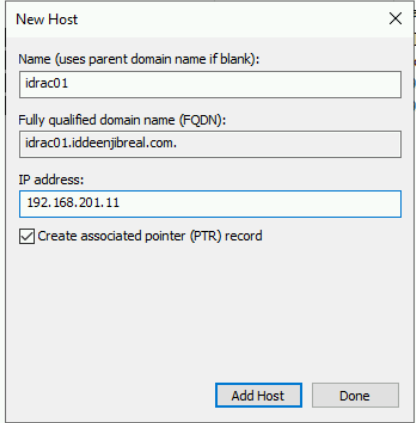 New Host
Name (uses parent domain name if blank):
idrac01
Fully qualified domain name (FQDN):
idrac01.iddeenjibreal.com.
IP address:
192.168.201.11
Create associated pointer (PTR) record
Add Host
Done